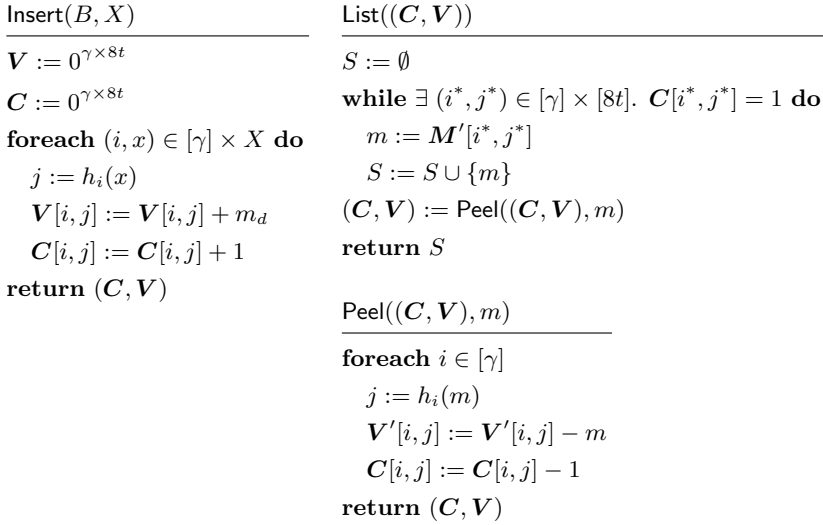 Insert(B, X)
V := 0^{γ×8t}
C := 0^{γ×8t}
foreach (i, x) ∈ [γ] × X do
j := h_i(x)
V[i, j] := V[i, j] + m_d
C[i, j] := C[i, j] + 1
return (C, V)
List((C, V))
S := ∅
while ∃ (i*, j*) ∈ [γ] × [8t]. C[i*, j*] = 1 do
m := M′[i*, j*]
S := S ∪ {m}
(C, V) := Peel((C, V), m)
return S
Peel((C, V), m)
foreach i ∈ [γ]
j := h_i(m)
V′[i, j] := V′[i, j] − m
C[i, j] := C[i, j] − 1
return (C, V)